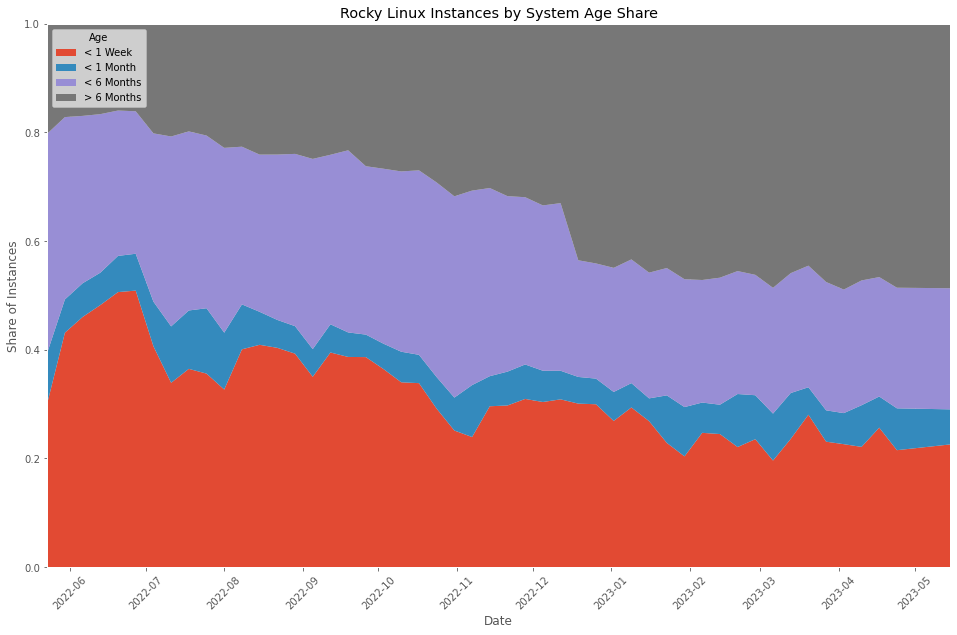 Rocky Linux Instances by System Age Share
1.0
0.8
0.6
0.4
0.2
0.0
Share of Instances
Age
< 1 Week
< 1 Month
< 6 Months
> 6 Months
2022-06
2022-07
2022-08
2022-09
2022-10
2022-11
2022-12
2023-01
2023-02
2023-03
2023-04
2023-05
Date